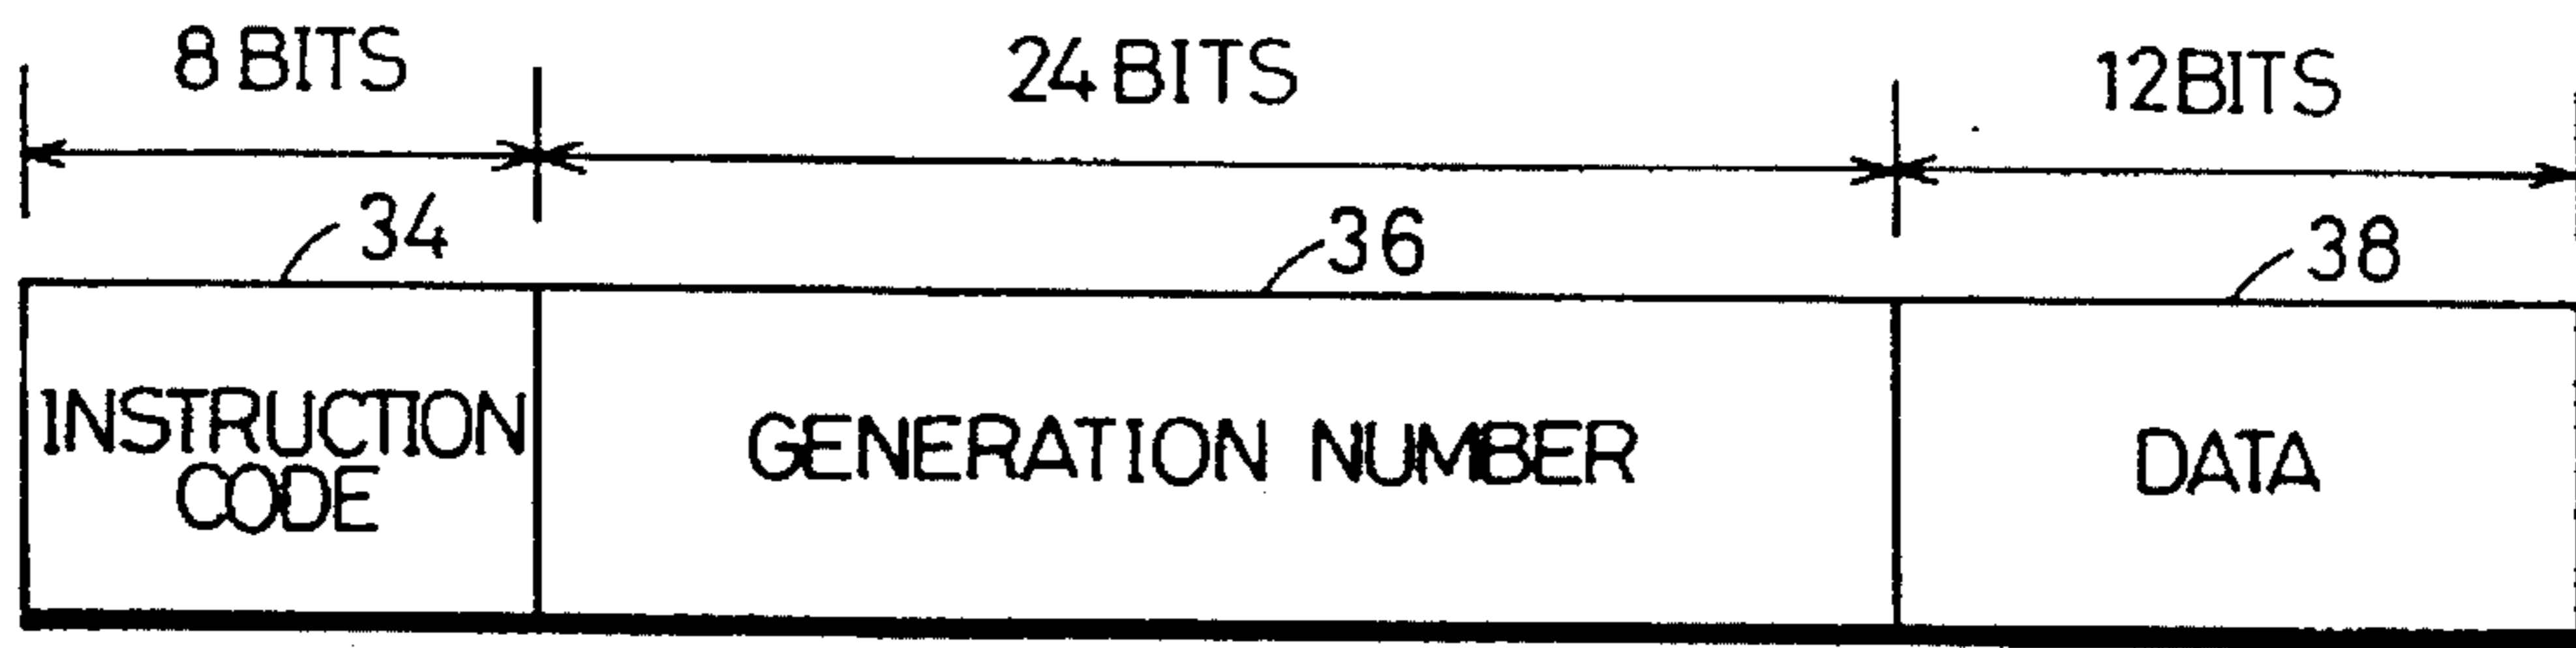 8 BITS
24 BITS
12BITS
34
36
38
INSTRUCTION
CODE
GENERATION NUMBER
DATA